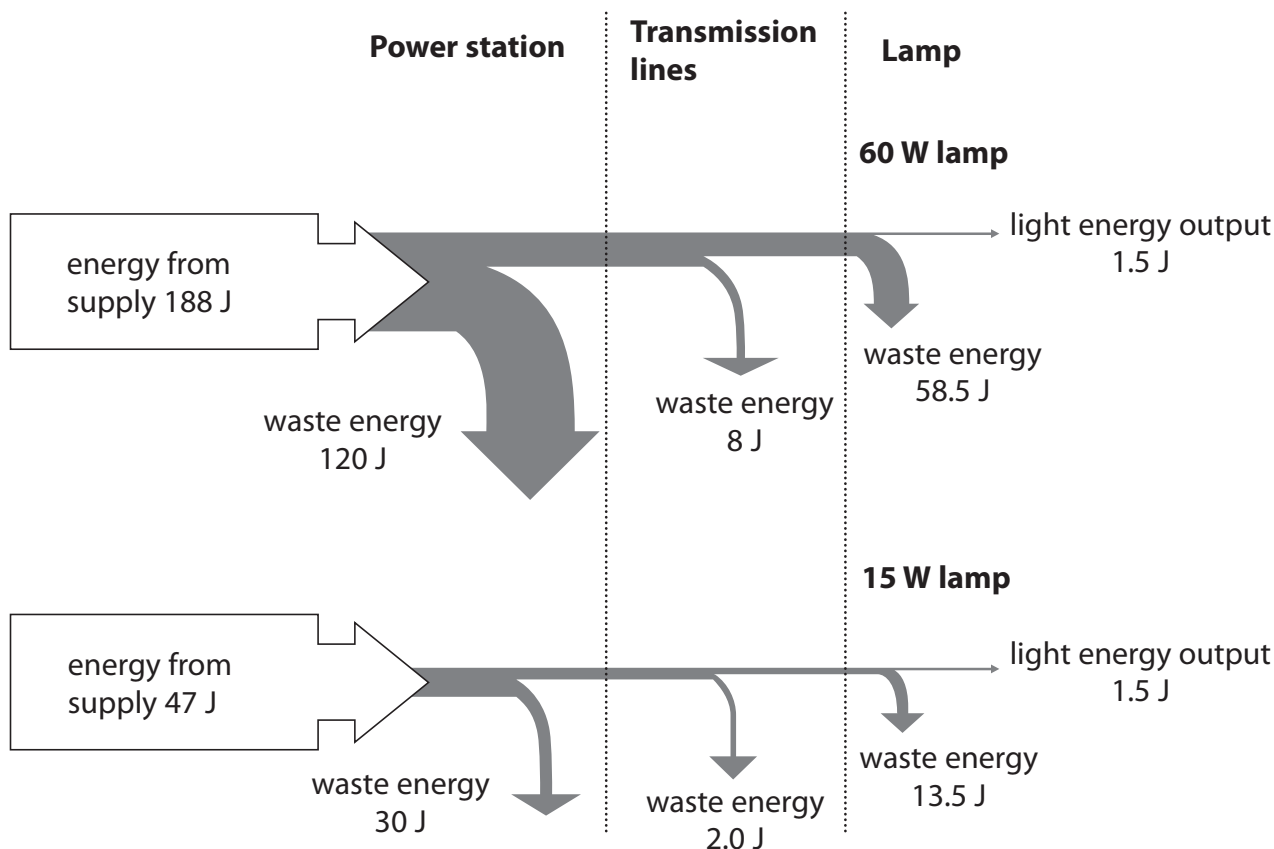 Power station
Transmission
lines
Lamp
60 W lamp
energy from
supply 188 J
light energy output
1.5 J
waste energy
58.5 J
waste energy
8 J
waste energy
120 J
15 W lamp
energy from
supply 47 J
light energy output
1.5 J
waste energy
13.5 J
waste energy
30 J
waste energy
2.0 J